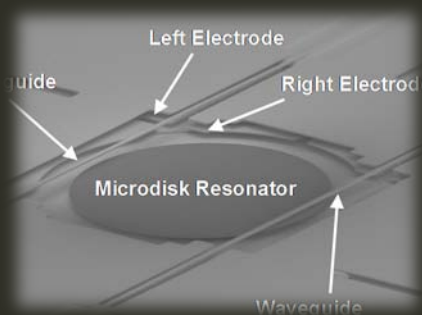 Left Electrode
guide
Right Electrod
Microdisk Resonator
Waveguide